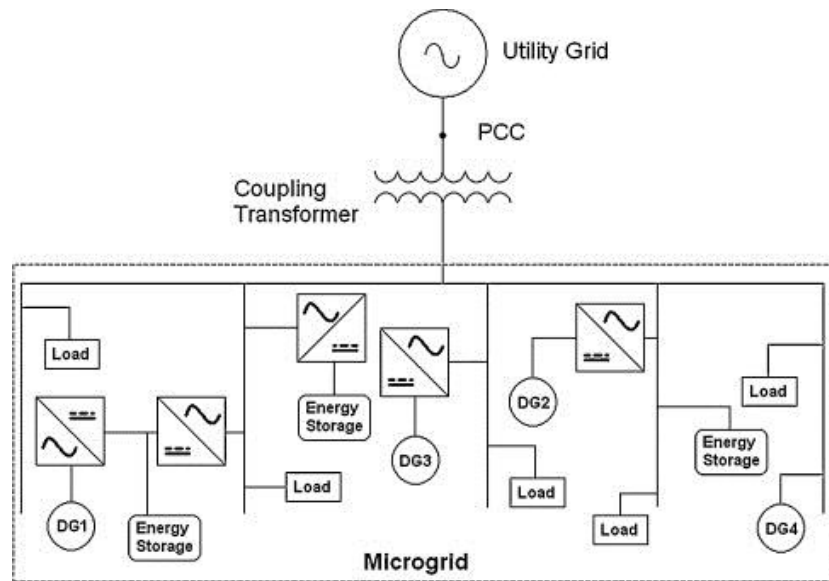 Utility Grid
PCC
Coupling
Transformer
Load
Energy
Storage
DG1
Energy
Storage
Load
DG3
DG2
Load
Load
Energy
Storage
Load
DG4
Microgrid